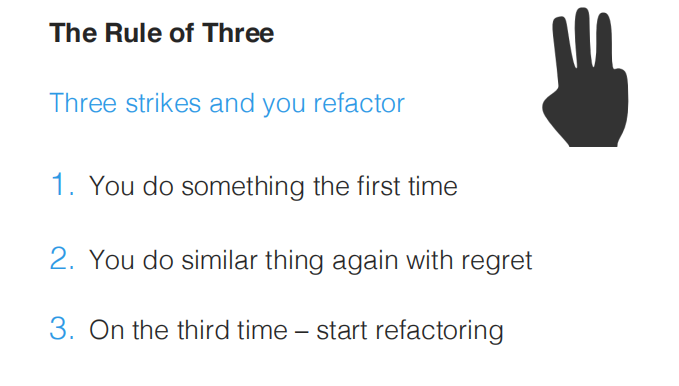 The Rule of Three
Three strikes and you refactor
1. You do something the first time
2. You do similar thing again with regret
3. On the third time – start refactoring